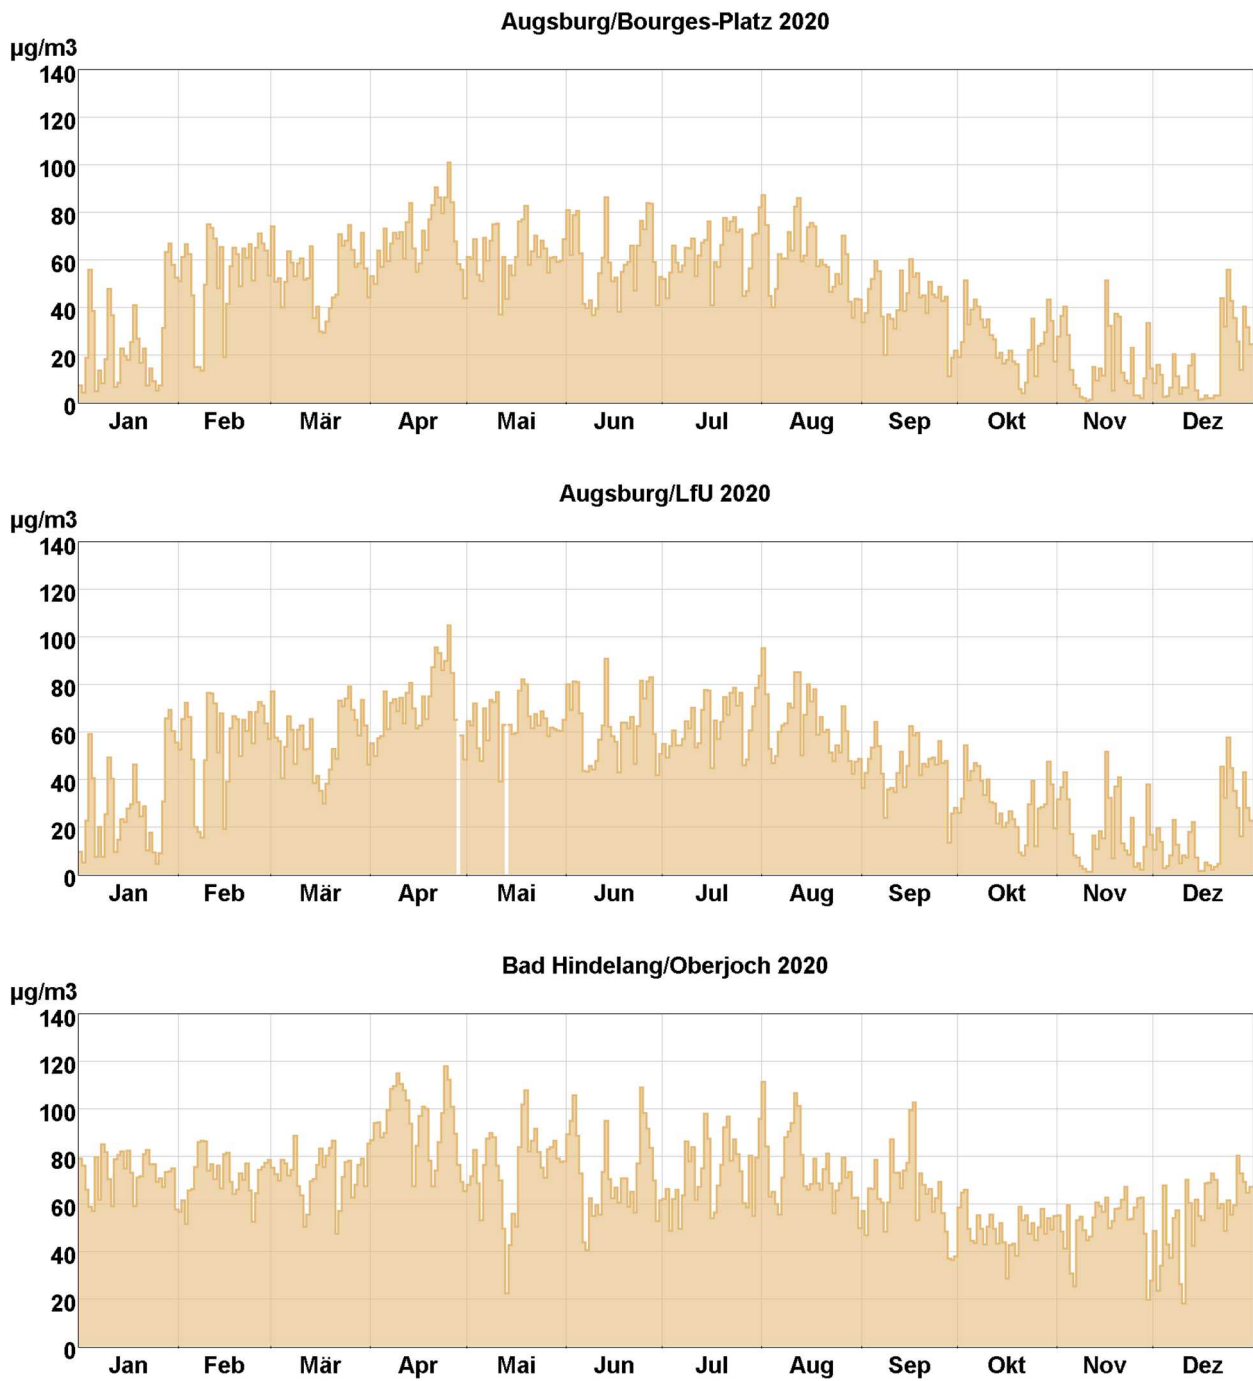 Augsburg/Bourges-Platz 2020
µg/m3
140
120
100
80
60
40
20
0
Jan Feb Mär Apr Mai Jun Jul Aug Sep Okt Nov Dez
Augsburg/LfU 2020
µg/m3
140
120
100
80
60
40
20
0
Jan Feb Mär Apr Mai Jun Jul Aug Sep Okt Nov Dez
Bad Hindelang/Oberjoch 2020
µg/m3
140
120
100
80
60
40
20
0
Jan Feb Mär Apr Mai Jun Jul Aug Sep Okt Nov Dez